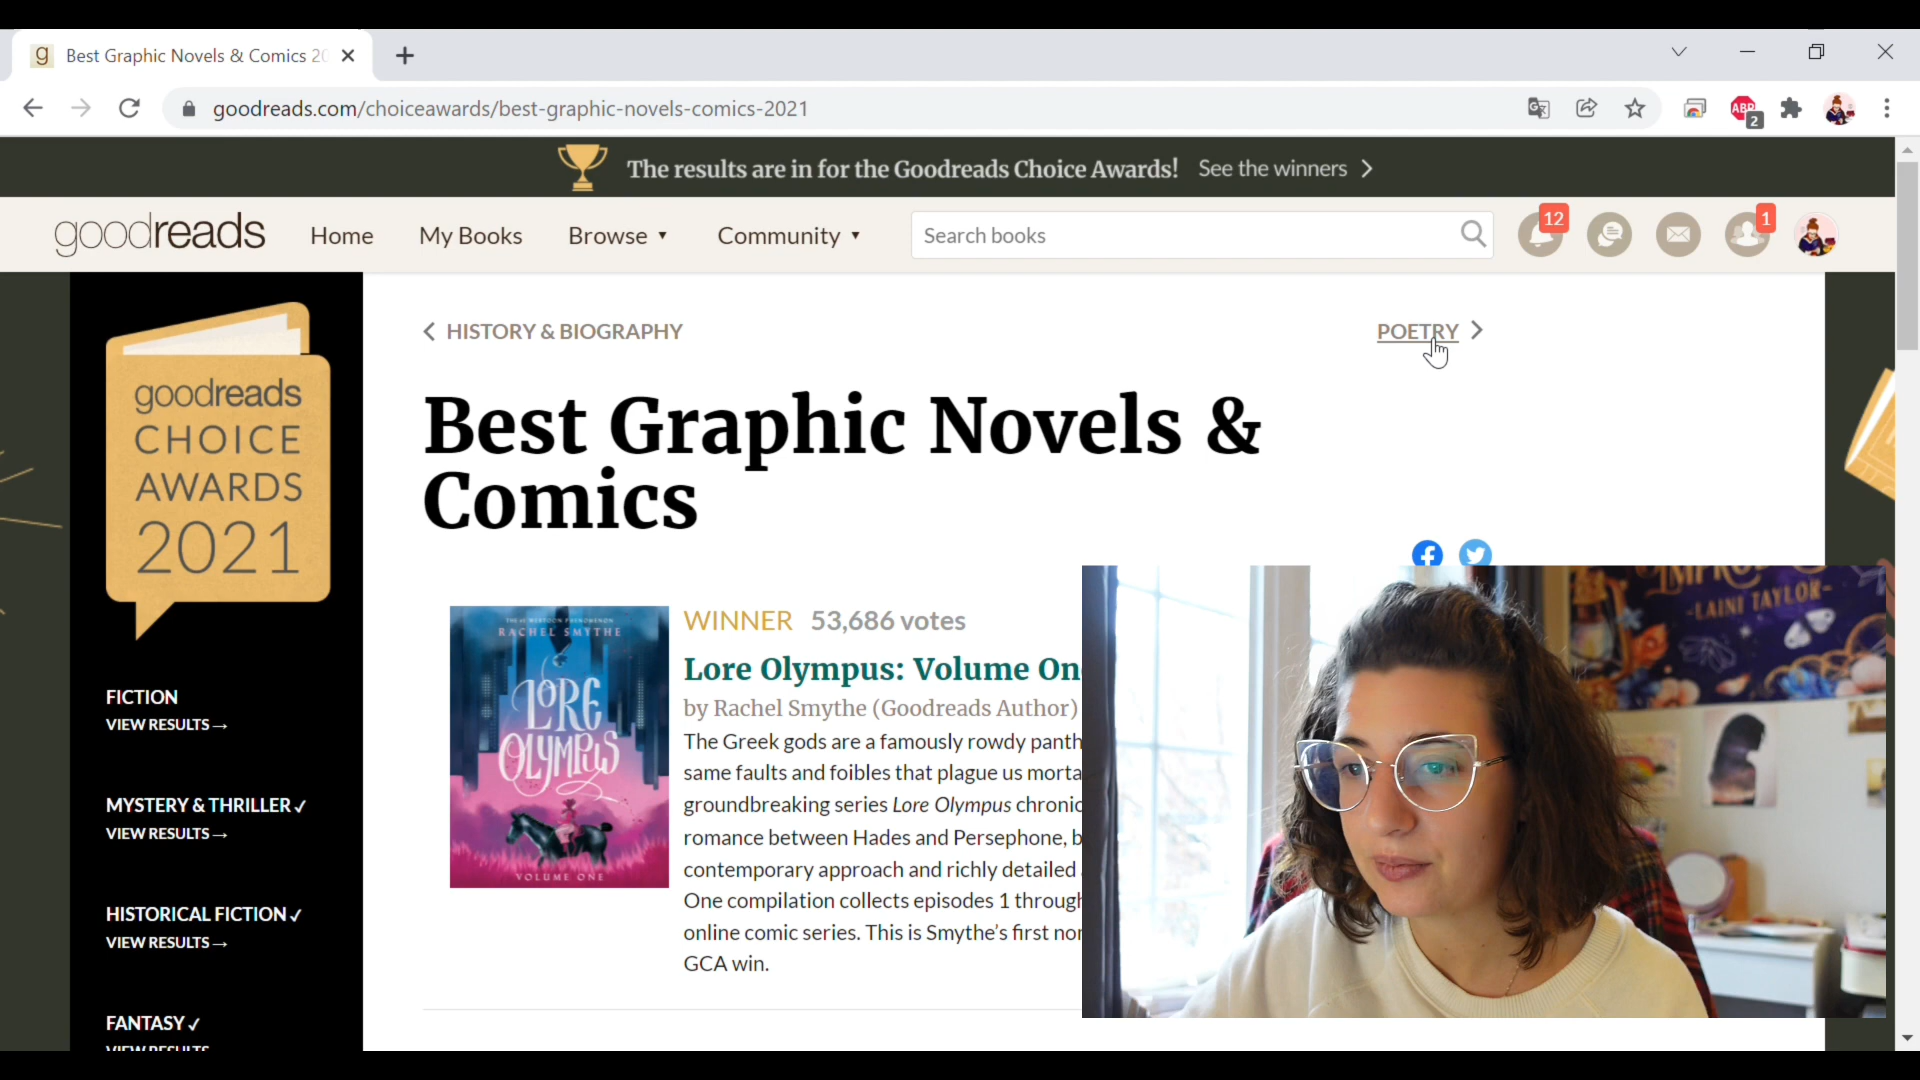 g Best Graphic Novels & Comics 20
goodreads.com/choiceawards/best-graphic-novels-comics-2021
ABP
2
The results are in for the Goodreads Choice Awards! See the winners
goodreads Home My Books Browse Community Search books 12 1
HISTORY & BIOGRAPHY
POETRY
goodreads
CHOICE
AWARDS
2021
Best Graphic Novels &
Comics
WINNER 53,686 votes
Lore Olympus: Volume On
by Rachel Smythe (Goodreads Author)
The Greek gods are a famously rowdy panth
same faults and foibles that plague us morta
groundbreaking series Lore Olympus chronic
romance between Hades and Persephone, b
contemporary approach and richly detailed
One compilation collects episodes 1 through
online comic series. This is Smythe's first nor
GCA win.
RACHEL SMYTHE
LORE
OLYMPUS
VOLUME ONE
FICTION
VIEW RESULTS→
MYSTERY & THRILLER✓
VIEW RESULTS→
HISTORICAL FICTION✓
VIEW RESULTS→
FANTASY✓
VIEW RESULTS
-LAINI TAYLOR-